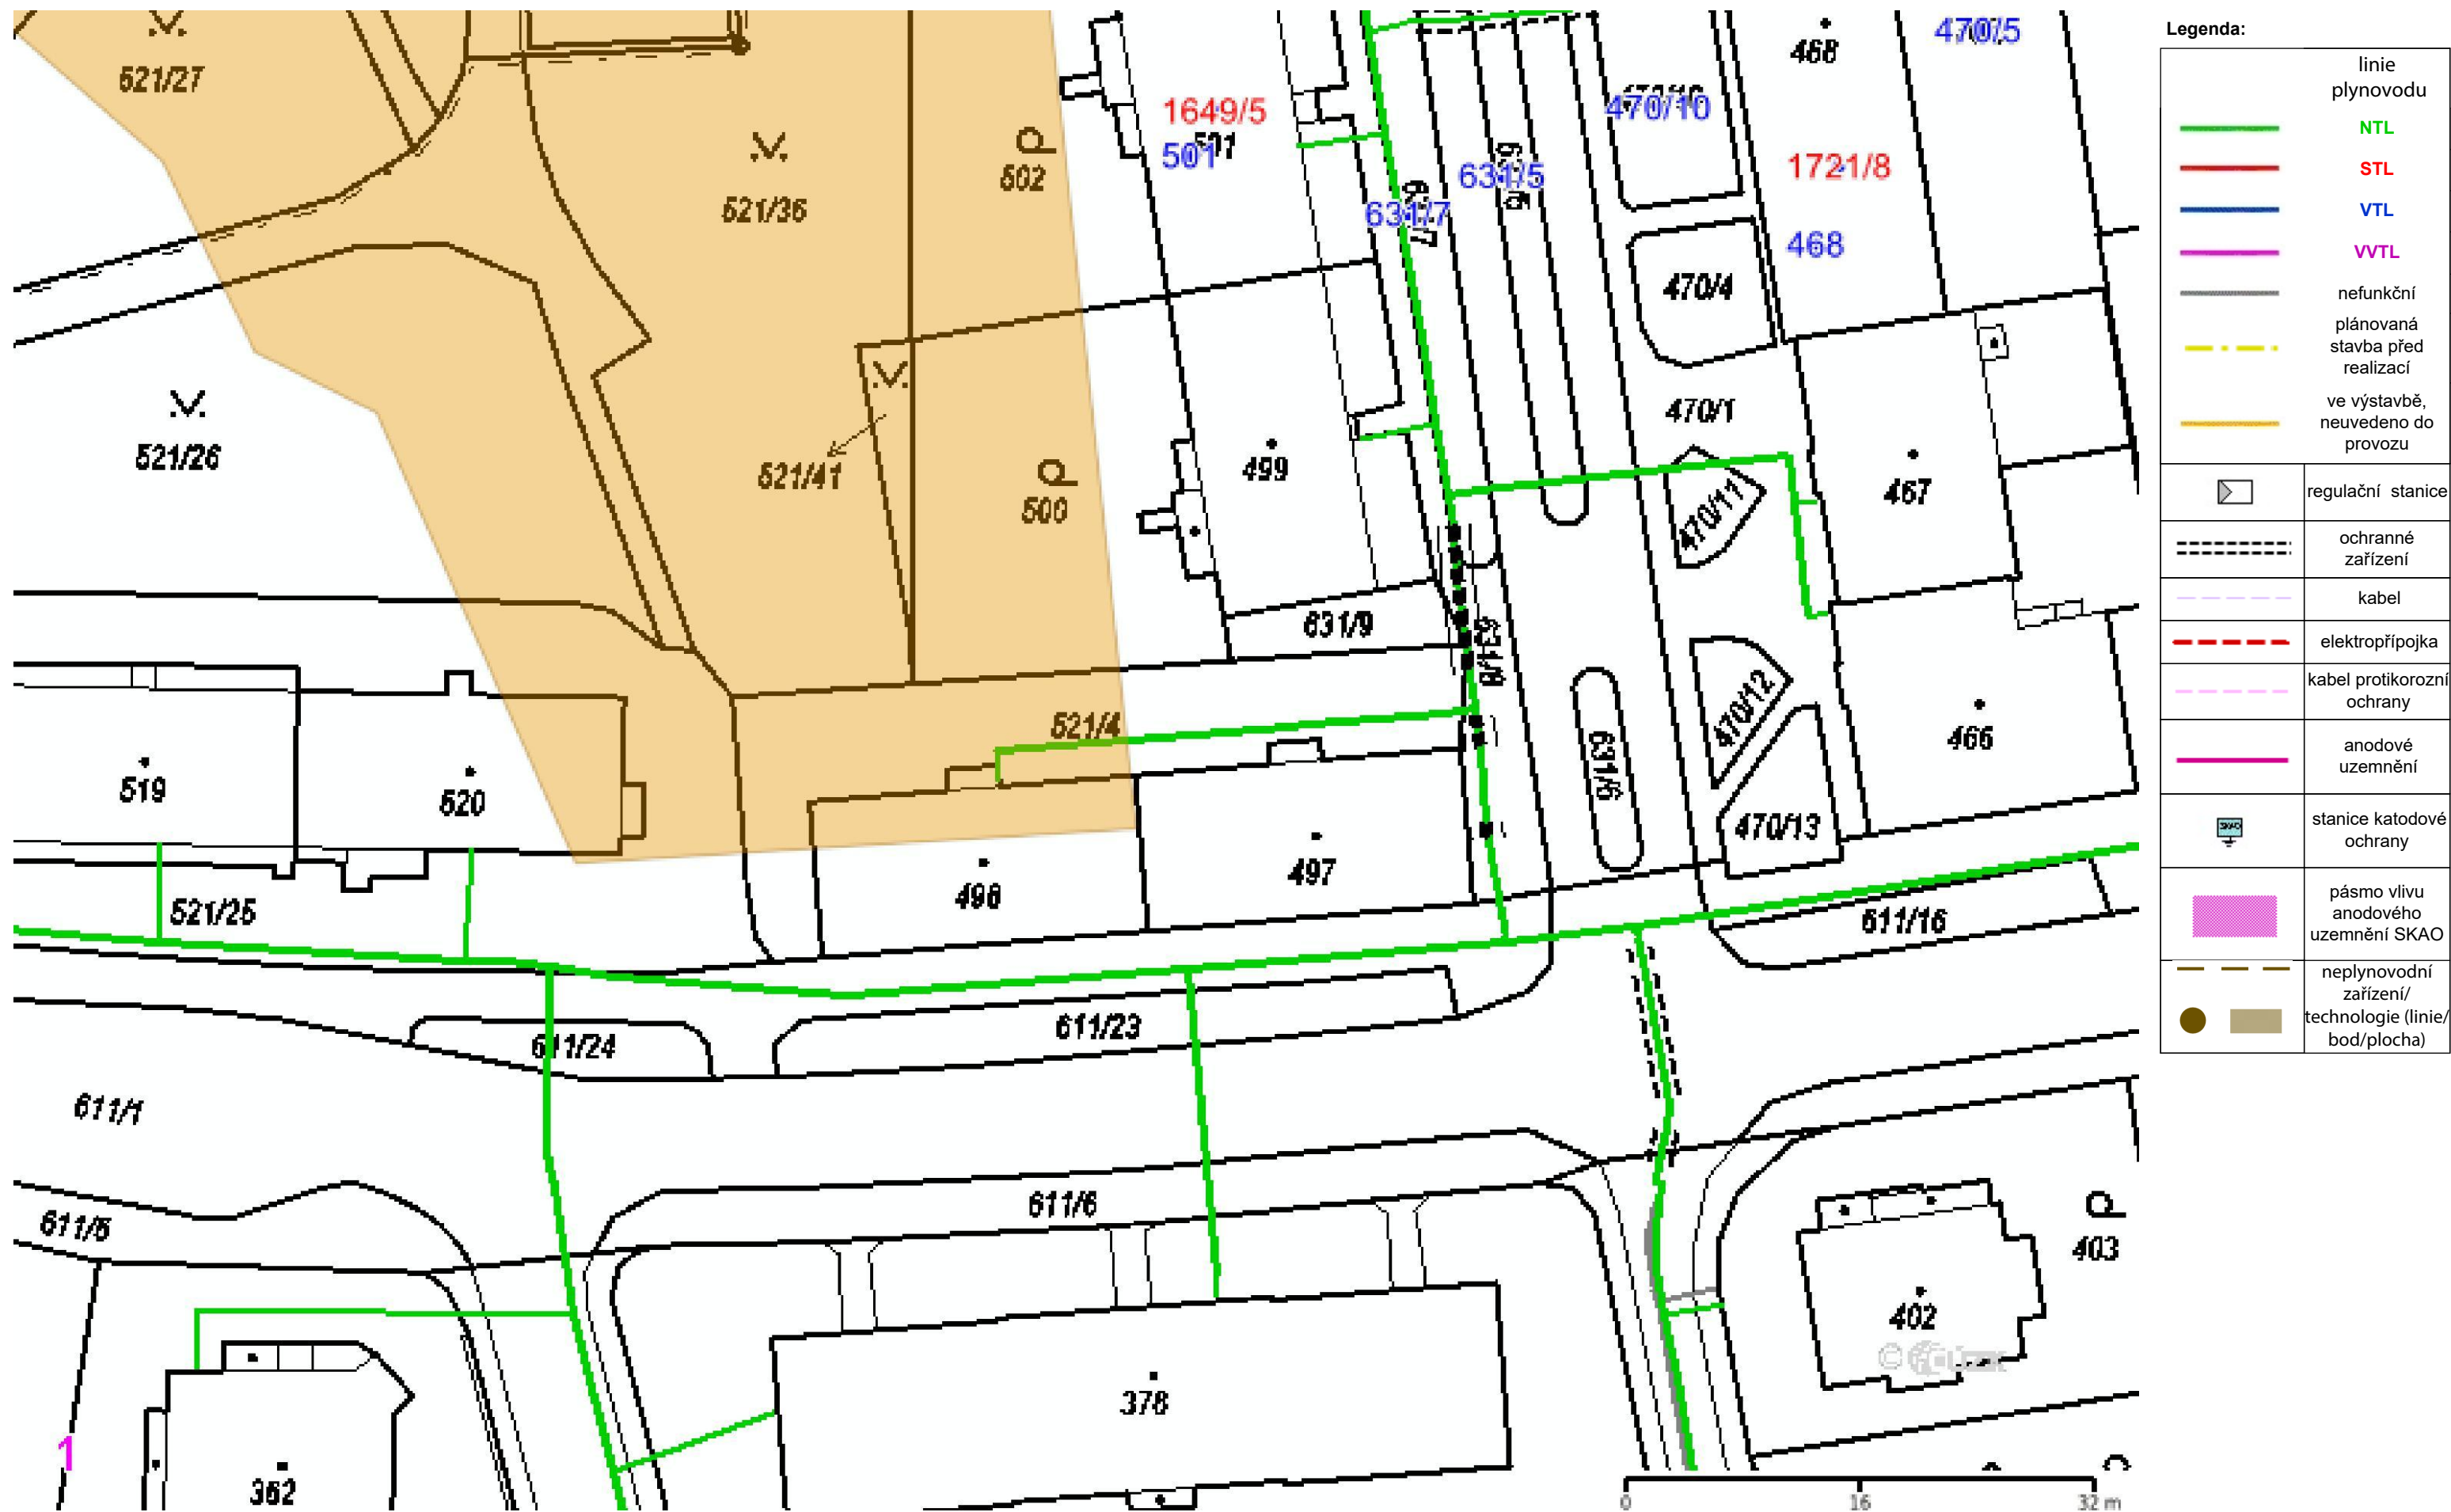 521/27
521/36
502
1649/5
501
501
631/7
631/5
470/10
468
470/5
1721/8
468
470/4
470/1
521/26
521/41
500
499
470/11
467
631/9
631/8
470/12
466
521/4
631/6
519
520
470/13
497
498
521/25
611/16
611/24
611/23
611/1
611/5
611/6
403
402
378
362
1
0
16
32 m
Legenda:
linie
plynovodu
NTL
STL
VTL
VVTL
nefunkční
plánovaná
stavba před
realizací
ve výstavbě,
neuvedeno do
provozu
regulační stanice
ochranné
zařízení
kabel
elektropřípojka
kabel protikorozní
ochrany
anodové
uzemnění
SKAO
stanice katodové
ochrany
pásmo vlivu
anodového
uzemnění SKAO
neplynovodní
zařízení/
technologie (linie/
bod/plocha)